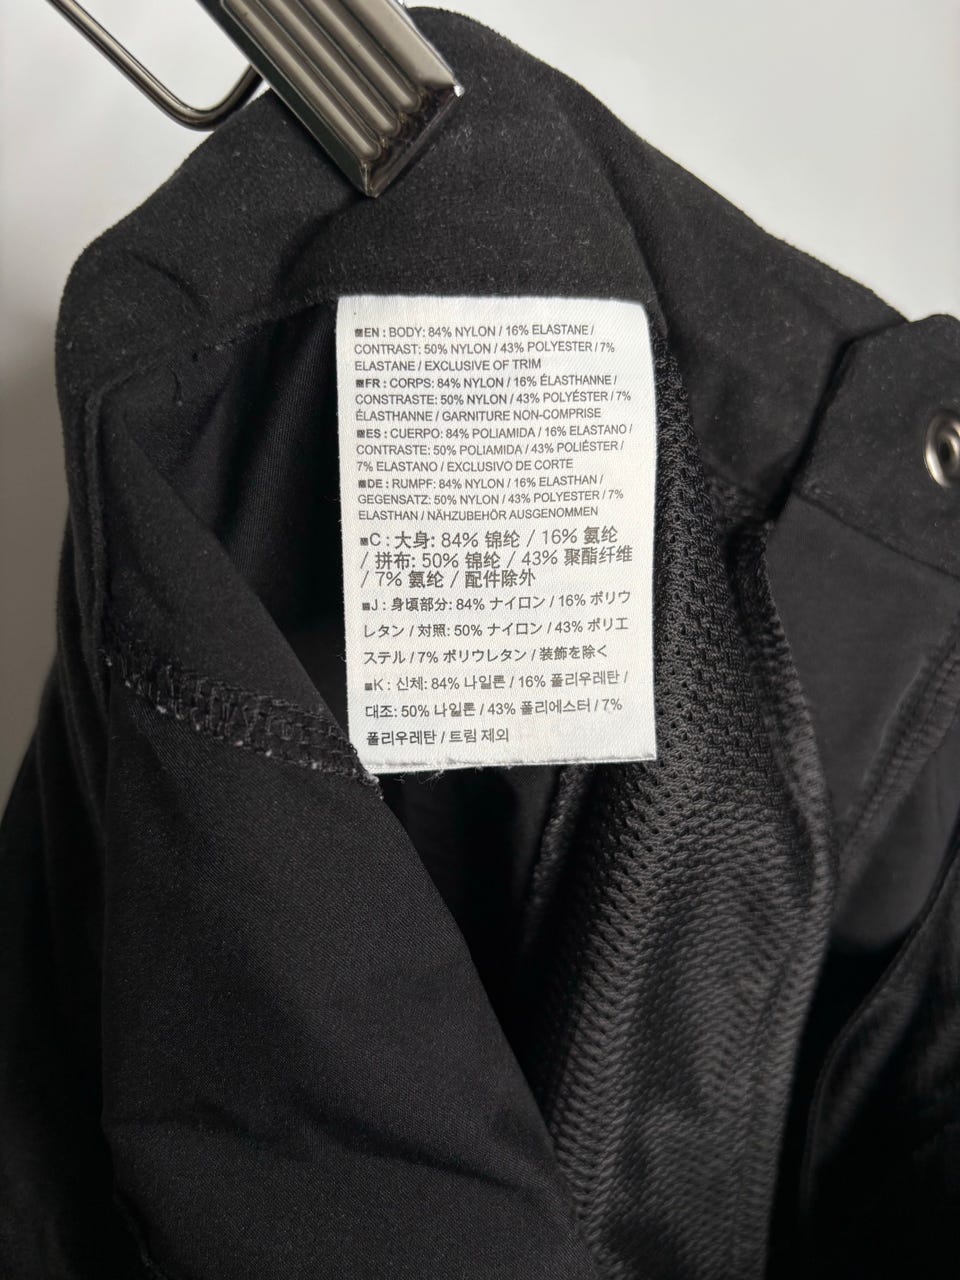 ■EN : BODY: 84% NYLON / 16% ELASTANE /
CONTRAST: 50% NYLON / 43% POLYESTER / 7%
ELASTANE / EXCLUSIVE OF TRIM
■FR : CORPS: 84% NYLON / 16% ÉLASTHANNE /
CONSTRASTE: 50% NYLON / 43% POLYÉSTER / 7%
ÉLASTHANNE / GARNITURE NON-COMPRISE
■ES : CUERPO: 84% POLIAMIDA / 16% ELASTANO /
CONTRASTE: 50% POLIAMIDA / 43% POLIÉSTER /
7% ELASTANO / EXCLUSIVO DE CORTE
■DE : RUMPF: 84% NYLON / 16% ELASTHAN /
GEGENSATZ: 50% NYLON / 43% POLYESTER / 7%
ELASTHAN / NÄHZUBEHÖR AUSGENOMMEN
■C : 大身: 84% 锦纶 / 16% 氨纶
/ 拼布: 50% 锦纶 / 43% 聚酯纤维
/ 7% 氨纶 / 配件除外
■J : 身頃部分: 84% ナイロン / 16% ポリウ
レタン / 対照: 50% ナイロン / 43% ポリエ
ステル / 7% ポリウレタン / 装飾を除く
■K : 신체: 84% 나일론 / 16% 폴리우레탄 /
대조: 50% 나일론 / 43% 폴리에스터 / 7%
폴리우레탄 / 트림 제외